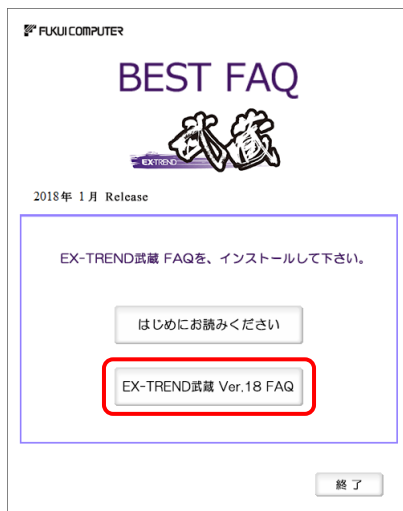 FUKUI COMPUTER
BEST FAQ
武蔵
EX-TREND
2018年 1月 Release
EX-TREND武蔵 FAQを、インストールして下さい。
はじめにお読みください
EX-TREND武蔵 Ver.18 FAQ
終了